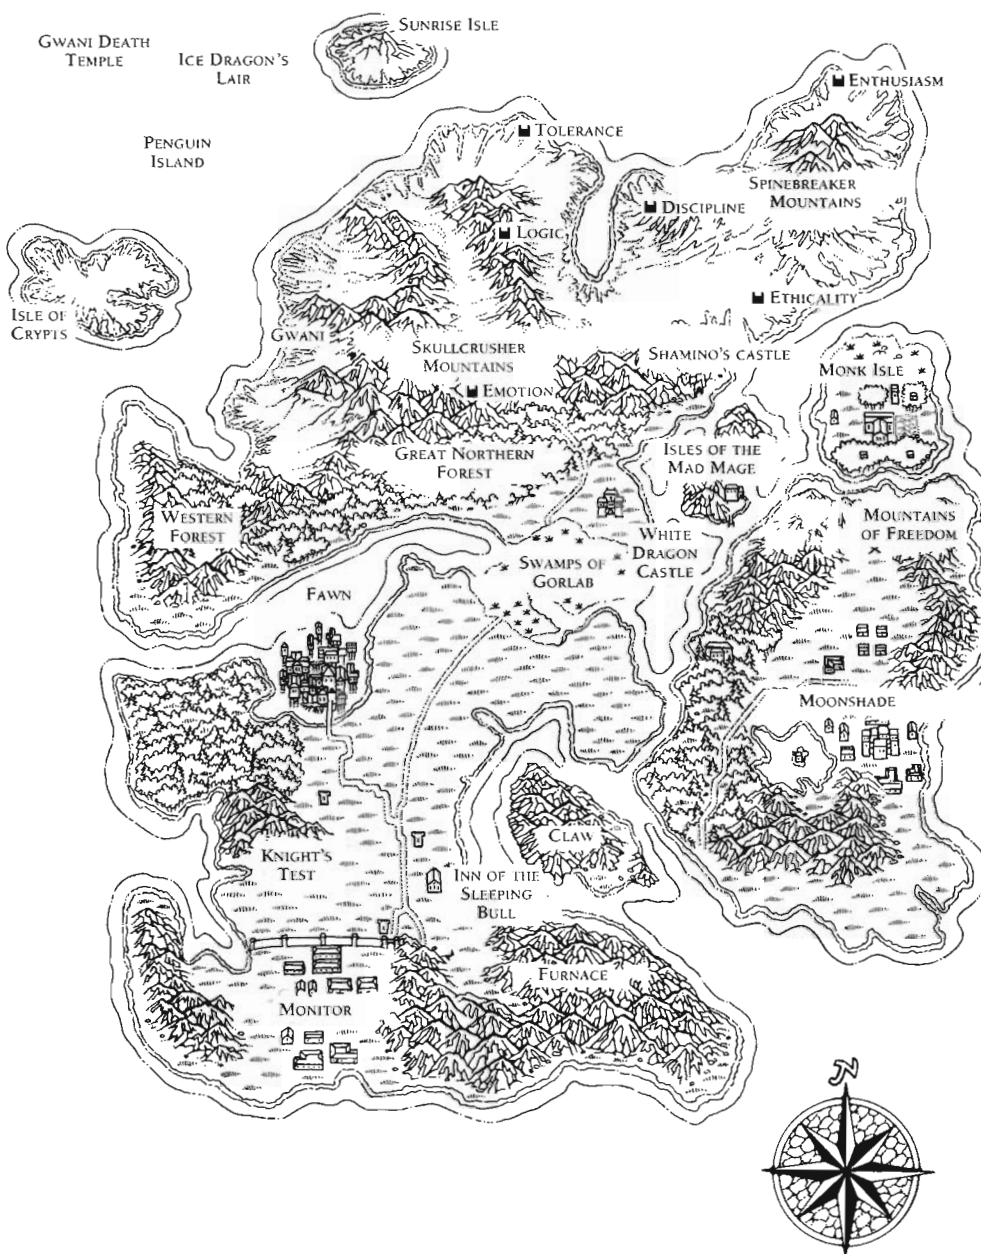 Sunrise Isle
Gwani Death
Temple
Ice Dragon's
Lair
Enthusiasm
Tolerance
Penguin
Island
Spinebreaker
Mountains
Discipline
Logic
Ethicality
Isle of
Crypts
Gwani
Skullcrusher
Mountains
Shamino's castle
Monk Isle
Emotion
Great Northern
Forest
Isles of the
Mad Mage
Western
Forest
Mountains
of Freedom
White
Dragon
Castle
Swamps of
Gorlab
Fawn
Moonshade
Claw
Knight's
Test
Inn of the
Sleeping
Bull
Furnace
Monitor
N